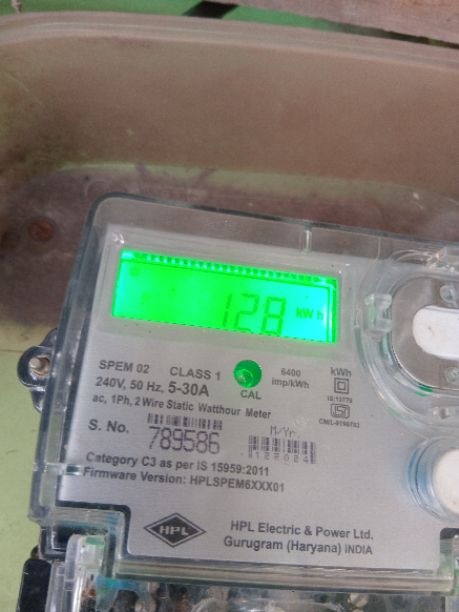 128 kWh
SPEM 02 CLASS 1
240V, 50 Hz, 5-30A
ac, 1Ph, 2 Wire Static Watthour Meter
CAL
6400
imp/kWh
kWh
IS:13779
S. No. 789586
M/Yr.
Category C3 as per IS 15959:2011
Firmware Version: HPLSPEM6XXX01
HPL
HPL Electric & Power Ltd.
Gurugram (Haryana) INDIA